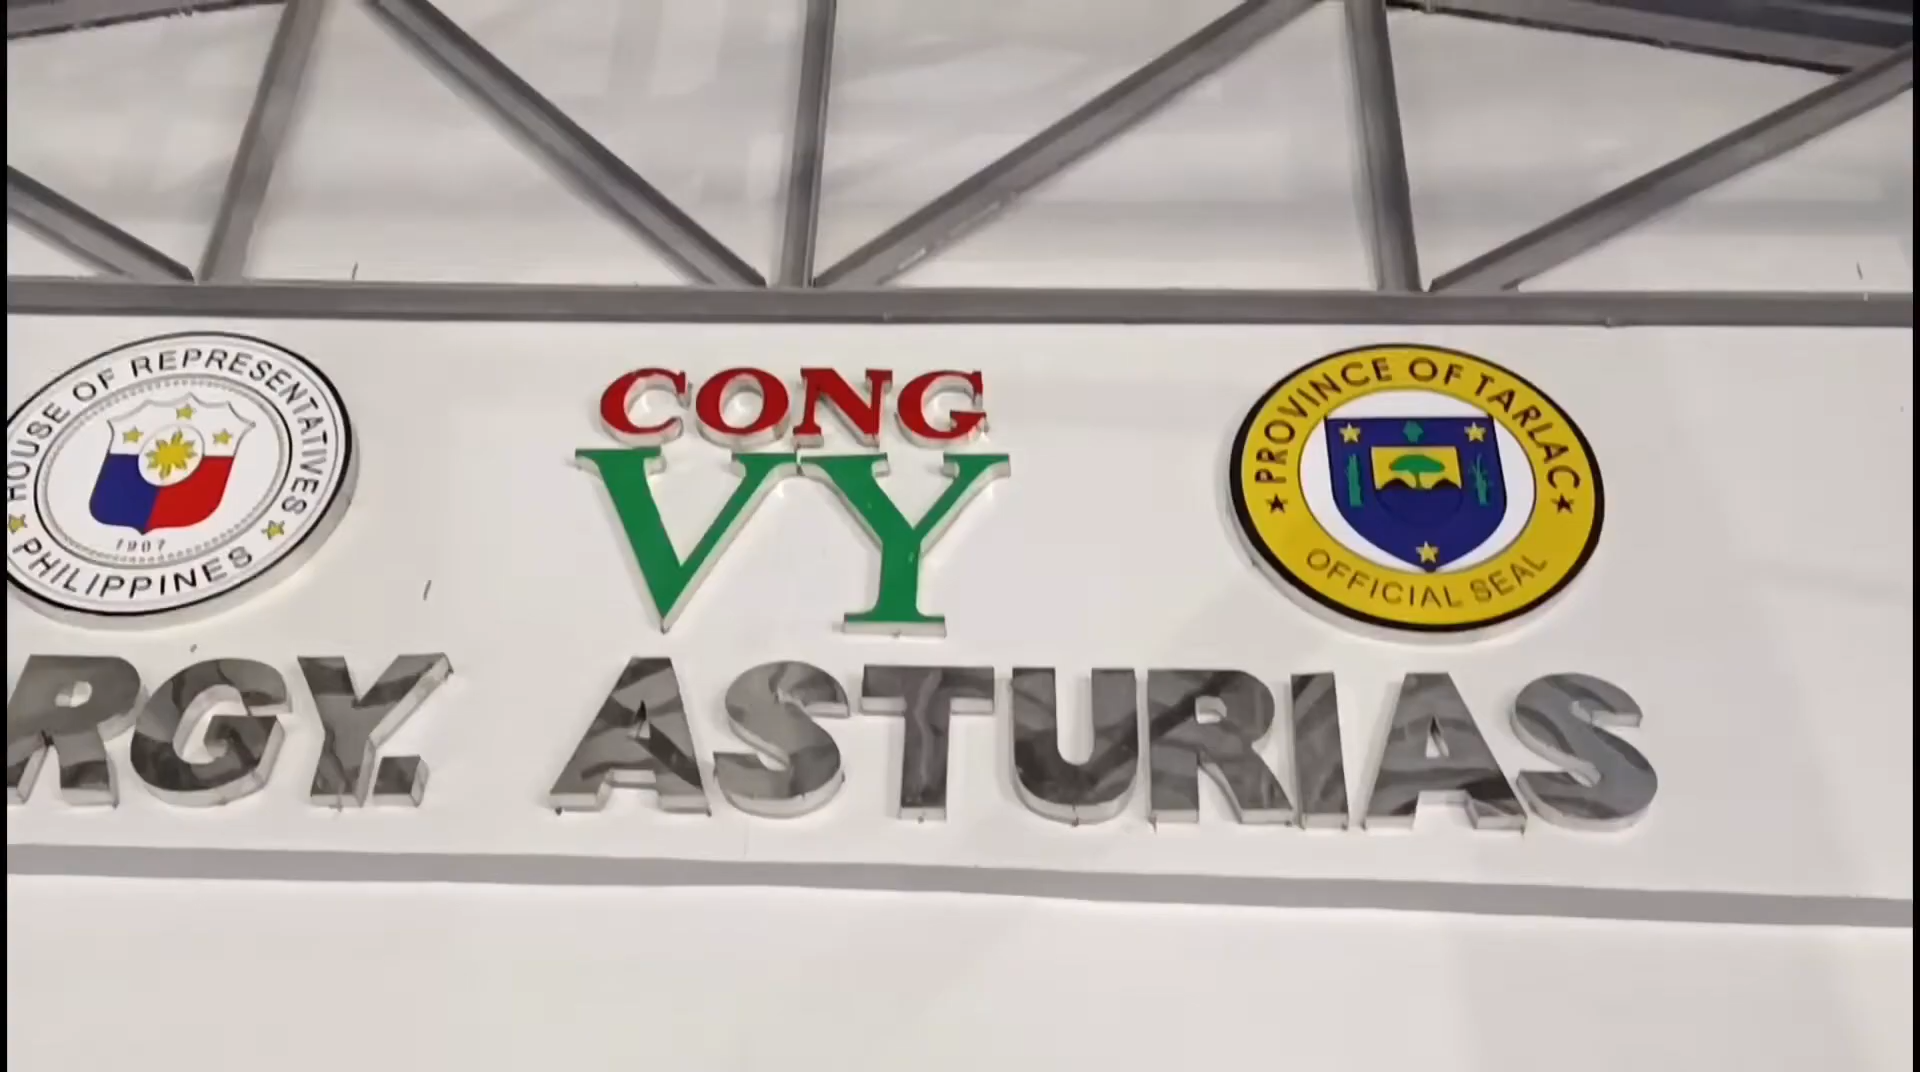 HOUSE OF REPRESENTATIVES
1907
PHILIPPINES
CONG
VY
PROVINCE OF TARLAC
OFFICIAL SEAL
RGY. ASTURIAS